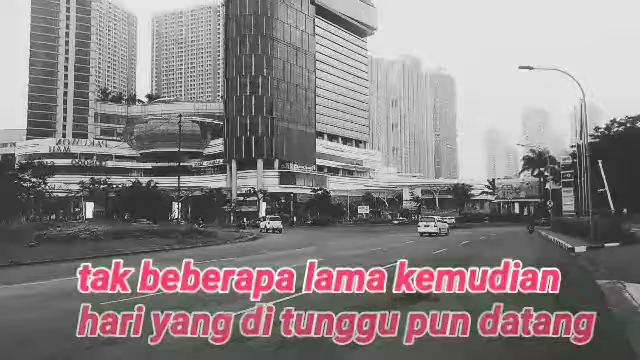 tak beberapa lama kemudian
hari yang di tunggu pun datang